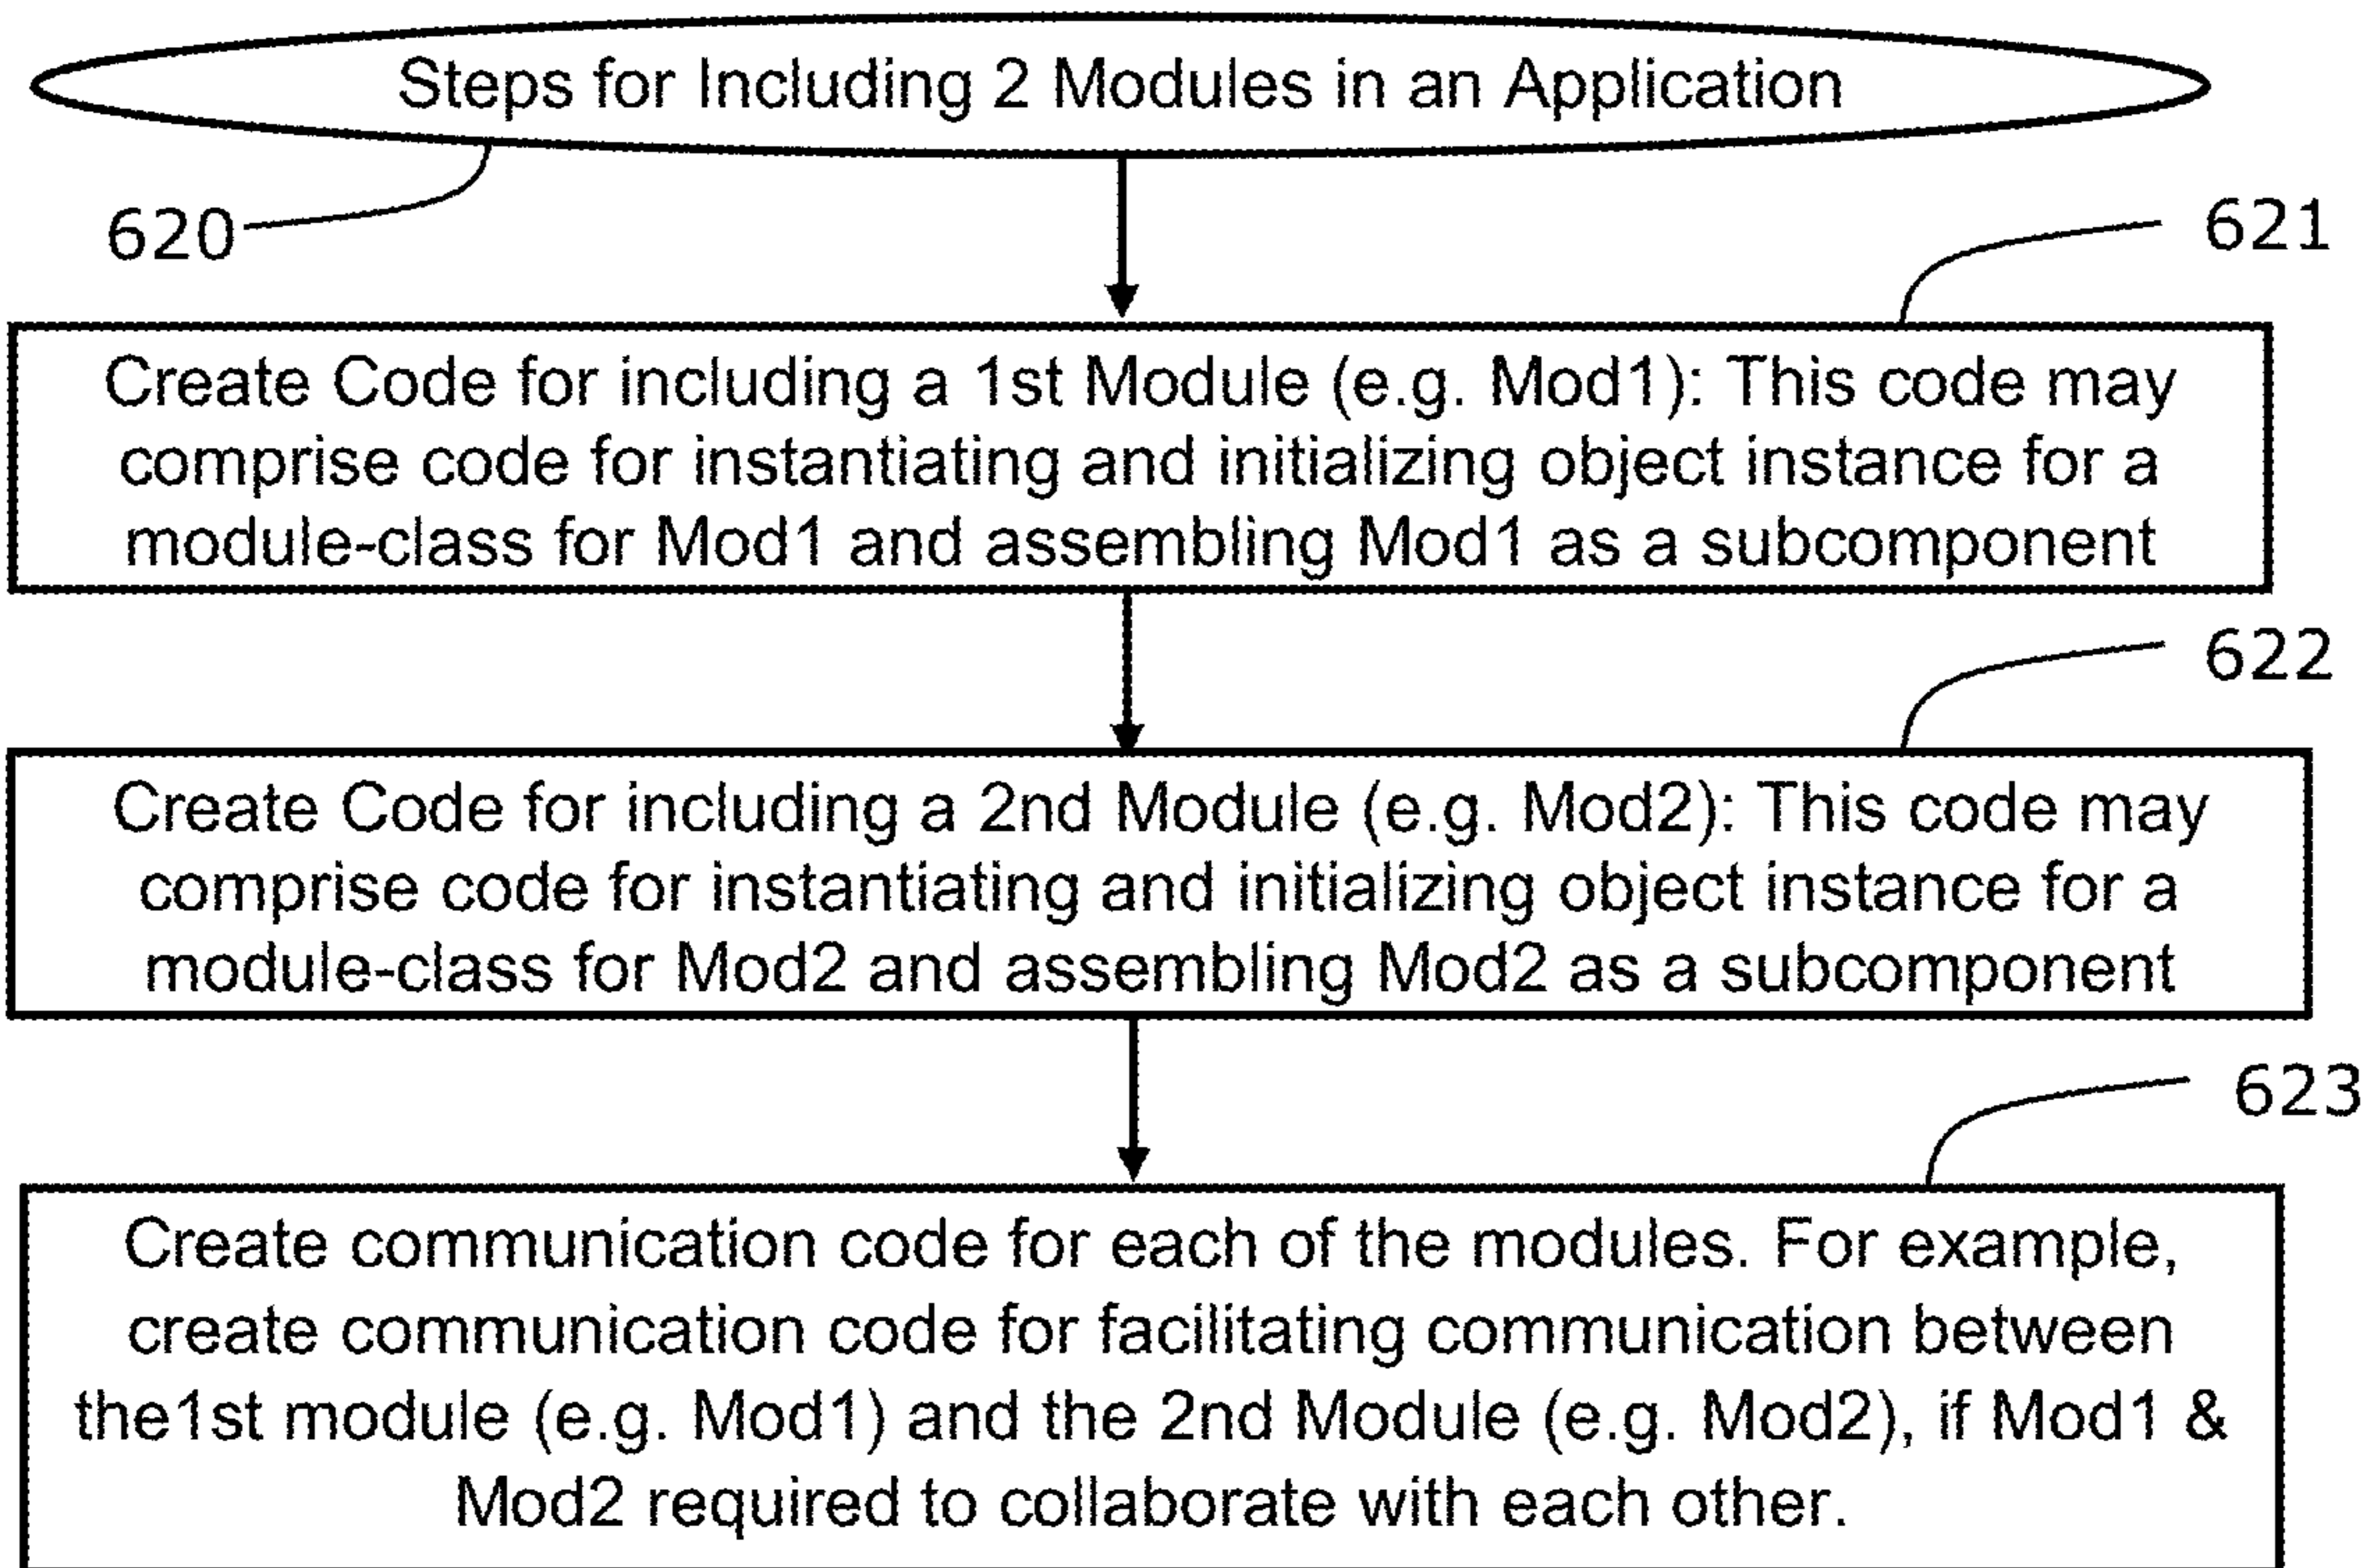 Steps for Including 2 Modules in an Application
620
621
Create Code for including a 1st Module (e.g. Mod1): This code may
comprise code for instantiating and initializing object instance for a
module-class for Mod1 and assembling Mod1 as a subcomponent
622
Create Code for including a 2nd Module (e.g. Mod2): This code may
comprise code for instantiating and initializing object instance for a
module-class for Mod2 and assembling Mod2 as a subcomponent
623
Create communication code for each of the modules. For example,
create communication code for facilitating communication between
the1st module (e.g. Mod1) and the 2nd Module (e.g. Mod2), if Mod1 &
Mod2 required to collaborate with each other.